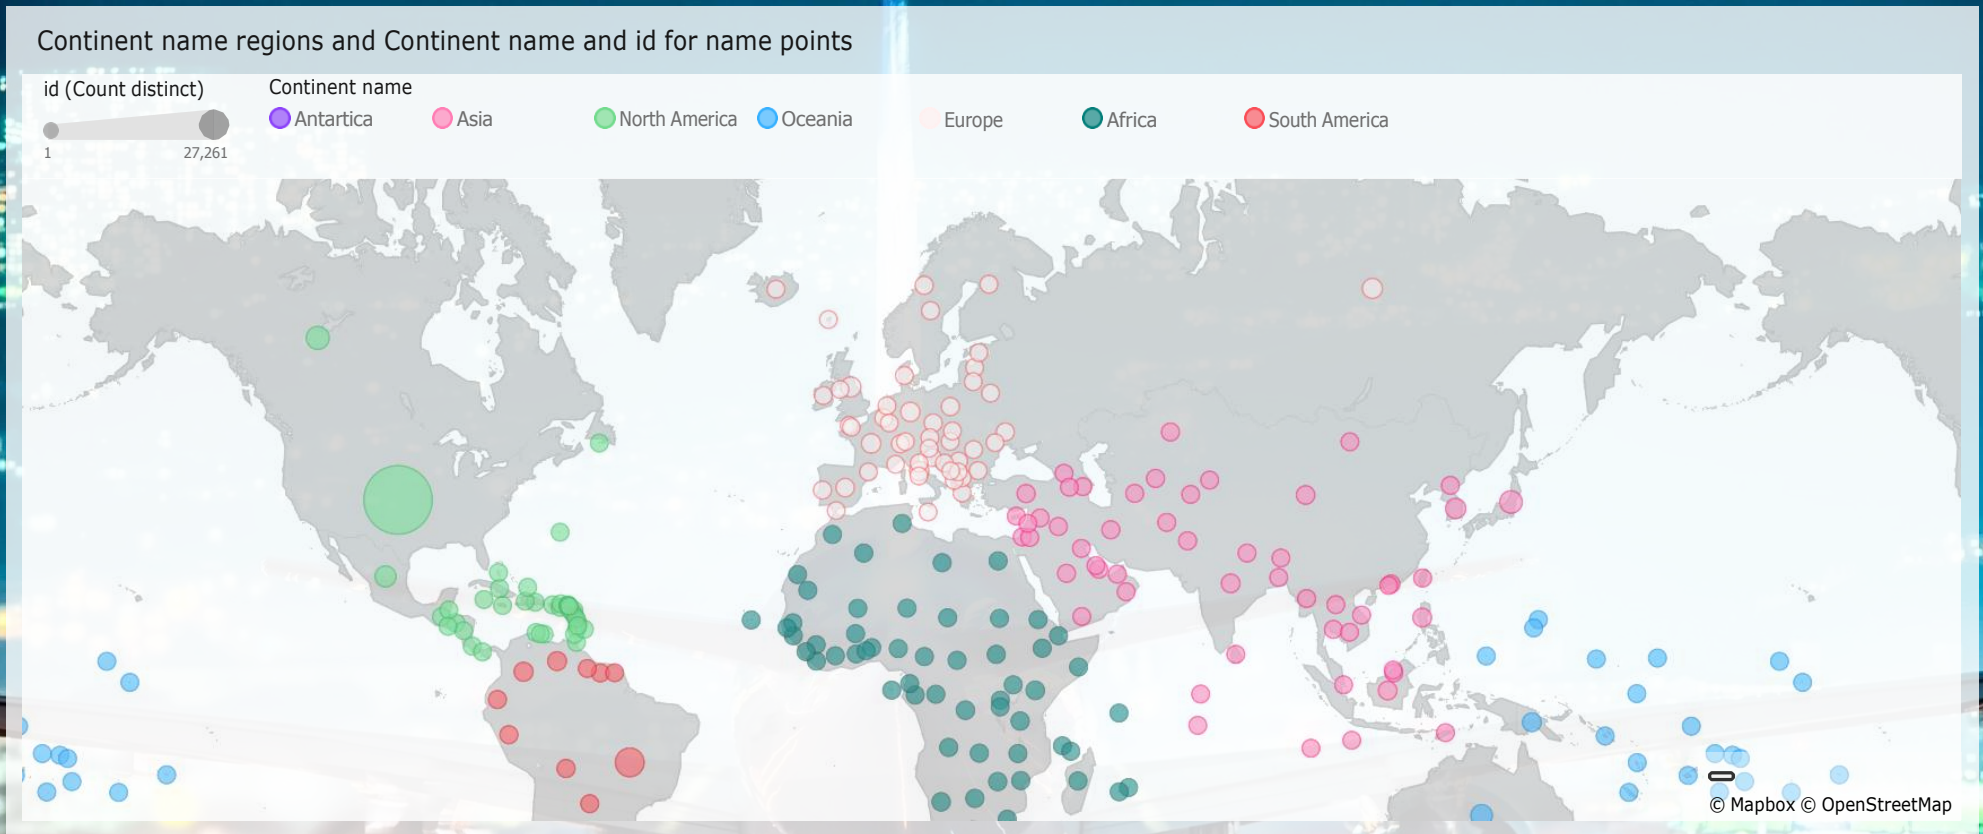 Continent name regions and Continent name and id for name points
id (Count distinct)
1 27,261
Continent name
Antartica Asia North America Oceania Europe Africa South America
© Mapbox © OpenStreetMap